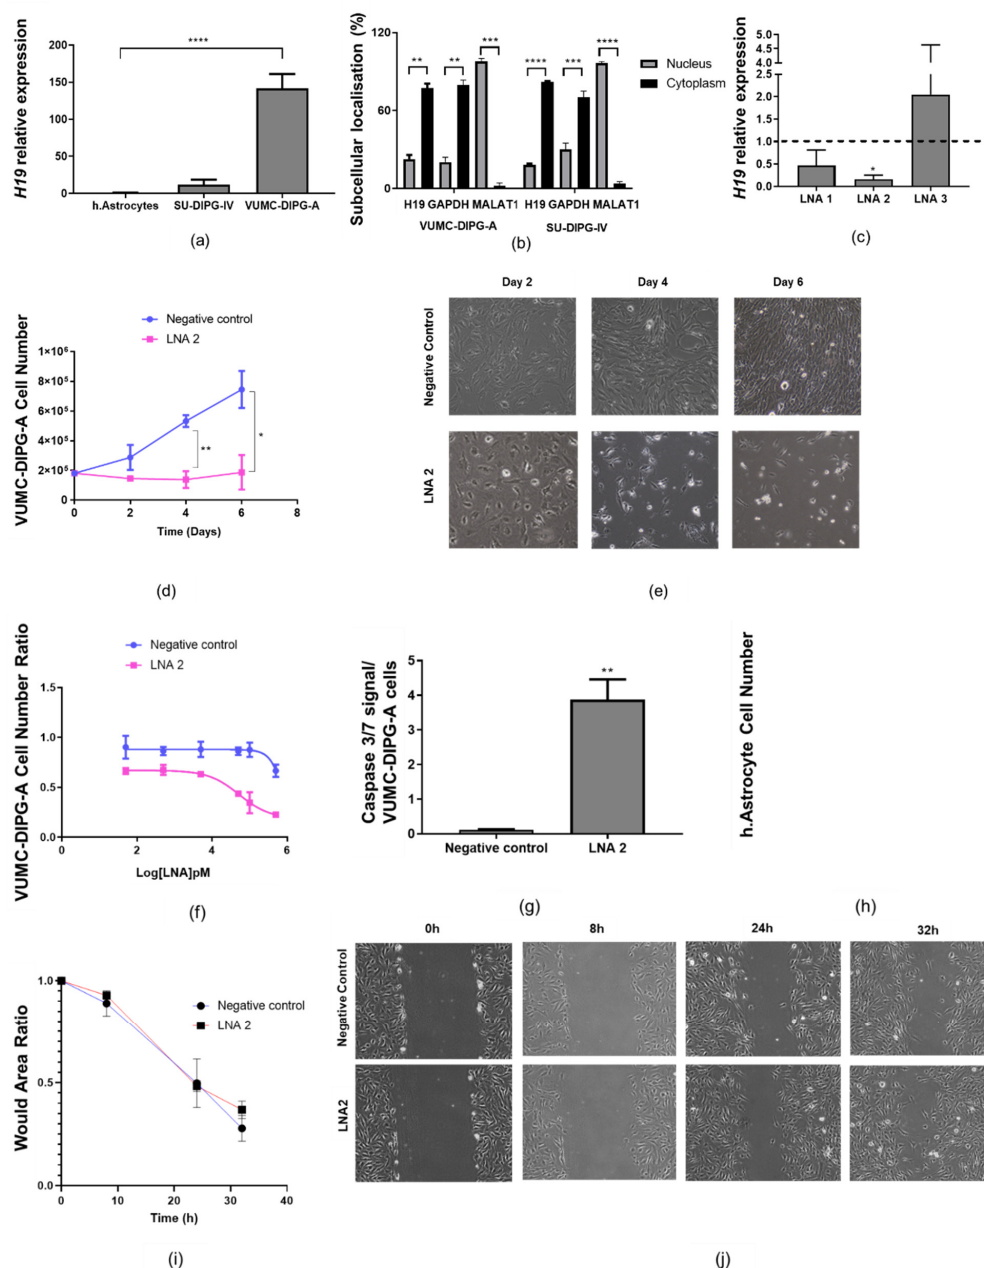 ****
H19 relative expression
200
150
100
50
0
h.Astrocytes SU-DIPG-IV VUMC-DIPG-A
(a)
Subcellular localisation (%)
120
60
0
** ** *** **** *** ****
Nucleus
Cytoplasm
H19 GAPDH MALAT1 H19 GAPDH MALAT1
VUMC-DIPG-A SU-DIPG-IV
(b)
H19 relative expression
5.0
4.5
4.0
3.5
3.0
2.5
2.0
1.5
1.0
0.5
0.0
*
LNA 1 LNA 2 LNA 3
(c)
Negative control
LNA 2
VUMC-DIPG-A Cell Number
1×10⁶
8×10⁵
6×10⁵
4×10⁵
2×10⁵
0
**
*
0 2 4 6 8
Time (Days)
(d)
Day 2 Day 4 Day 6
Negative Control
LNA 2
(e)
Negative control
LNA 2
VUMC-DIPG-A Cell Number Ratio
1.5
1.0
0.5
0.0
0 2 4 6
Log[LNA]pM
(f)
Caspase 3/7 signal/
VUMC-DIPG-A cells
5
4
3
2
1
0
**
Negative control LNA 2
(g)
h.Astrocyte Cell Number
(h)
Would Area Ratio
1.0
0.5
0.0
Negative control
LNA 2
0 10 20 30 40
Time (h)
(i)
0h 8h 24h 32h
Negative Control
LNA2
(j)